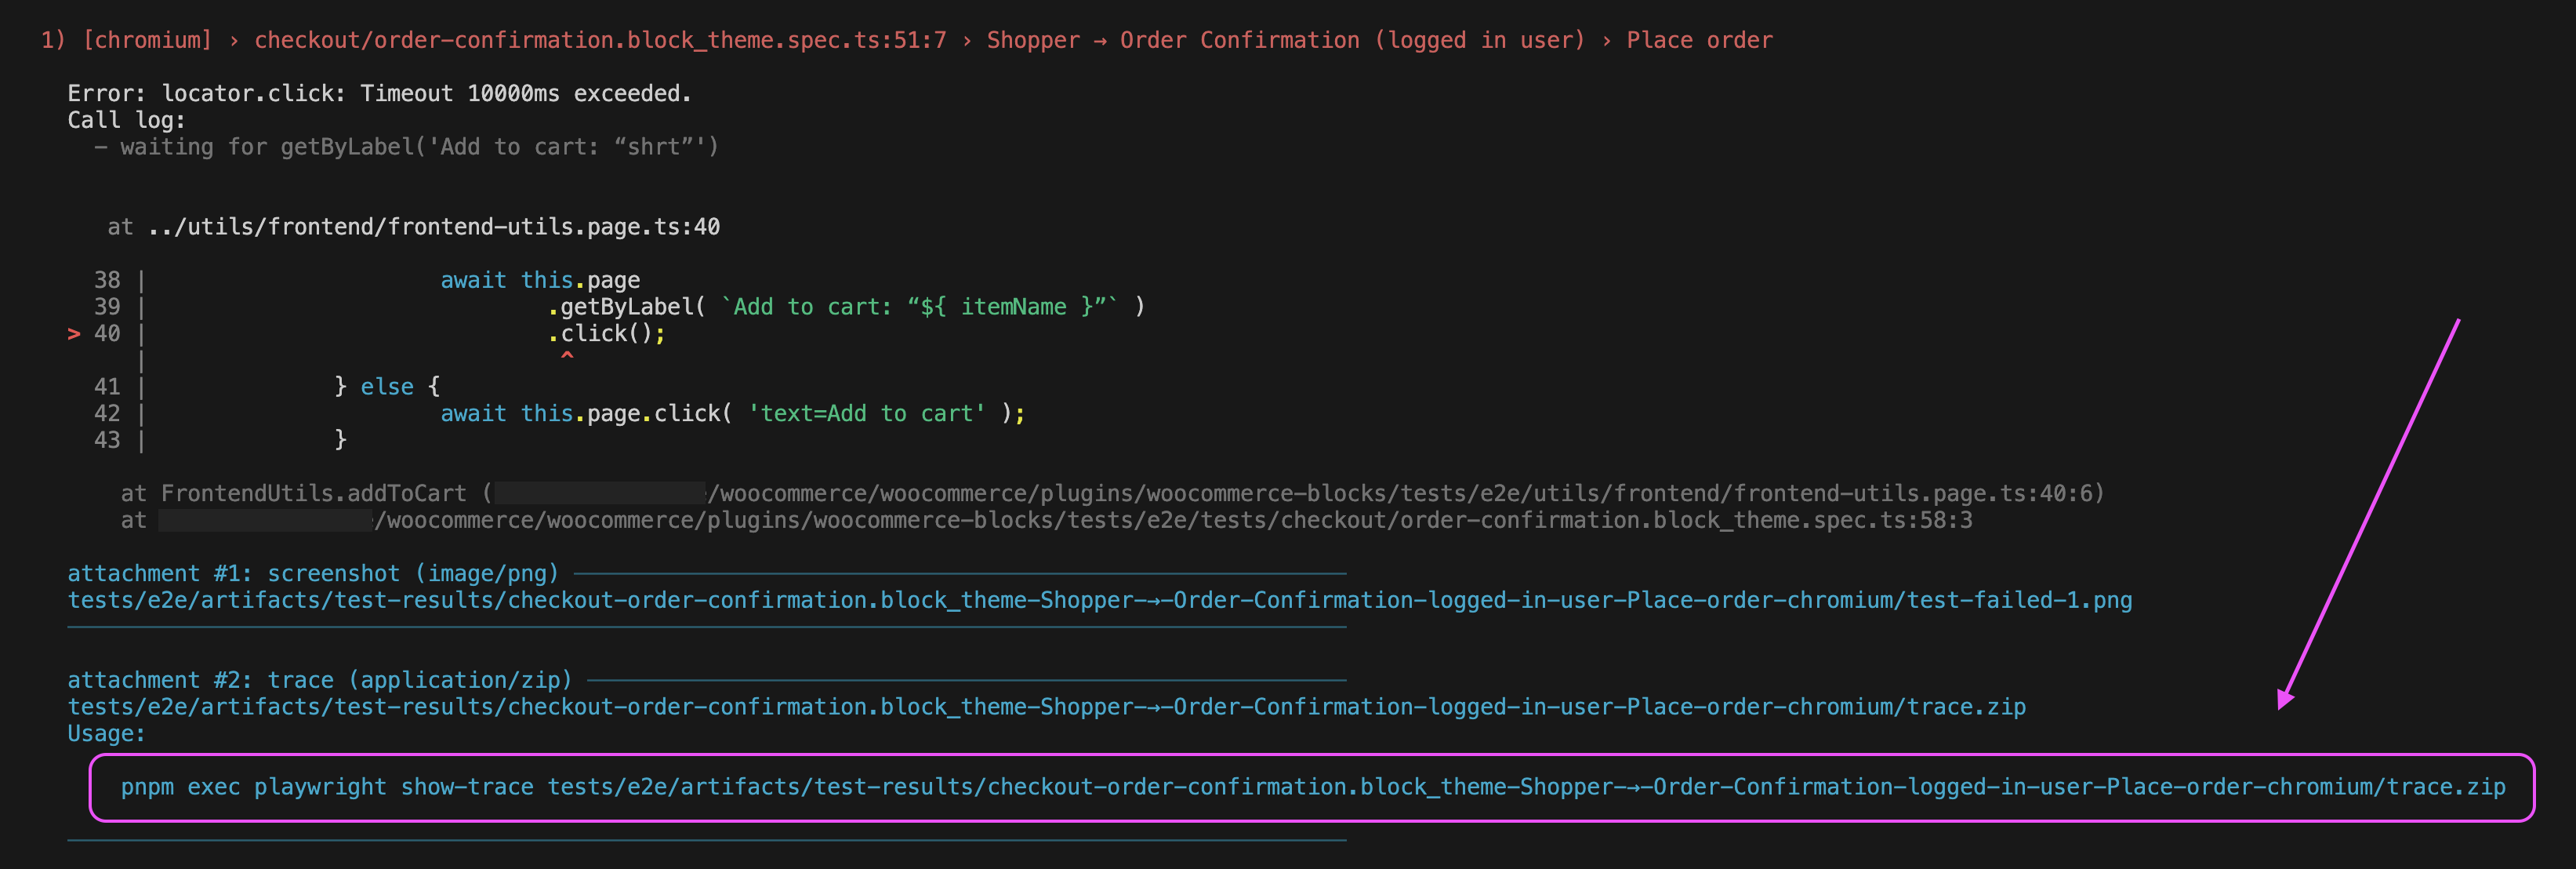 1) [chromium] › checkout/order-confirmation.block_theme.spec.ts:51:7 › Shopper → Order Confirmation (logged in user) › Place order
Error: locator.click: Timeout 10000ms exceeded.
Call log:
- waiting for getByLabel('Add to cart: “shrt”')
at ../utils/frontend/frontend-utils.page.ts:40
38 | await this.page
39 | .getByLabel( `Add to cart: “${ itemName }”` )
> 40 | .click();
| ^
41 | } else {
42 | await this.page.click( 'text=Add to cart' );
43 | }
at FrontendUtils.addToCart ( /woocommerce/woocommerce/plugins/woocommerce-blocks/tests/e2e/utils/frontend/frontend-utils.page.ts:40:6)
at /woocommerce/woocommerce/plugins/woocommerce-blocks/tests/e2e/tests/checkout/order-confirmation.block_theme.spec.ts:58:3
attachment #1: screenshot (image/png) ──────────
tests/e2e/artifacts/test-results/checkout-order-confirmation.block_theme-Shopper-→-Order-Confirmation-logged-in-user-Place-order-chromium/test-failed-1.png
attachment #2: trace (application/zip) ──────────
tests/e2e/artifacts/test-results/checkout-order-confirmation.block_theme-Shopper-→-Order-Confirmation-logged-in-user-Place-order-chromium/trace.zip
Usage:
pnpm exec playwright show-trace tests/e2e/artifacts/test-results/checkout-order-confirmation.block_theme-Shopper-→-Order-Confirmation-logged-in-user-Place-order-chromium/trace.zip